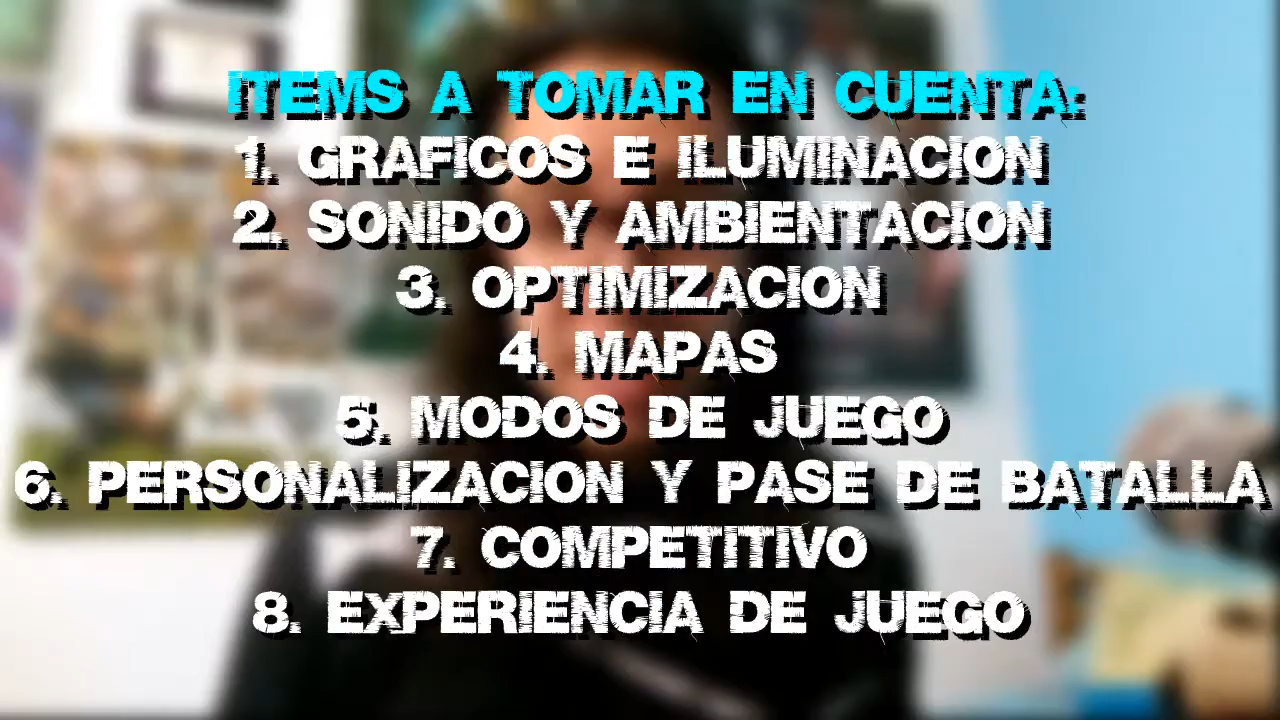 ITEMS A TOMAR EN CUENTA:
1. GRAFICOS E ILUMINACION
2. SONIDO Y AMBIENTACION
3. OPTIMIZACION
4. MAPAS
5. MODOS DE JUEGO
6. PERSONALIZACION Y PASE DE BATALLA
7. COMPETITIVO
8. EXPERIENCIA DE JUEGO